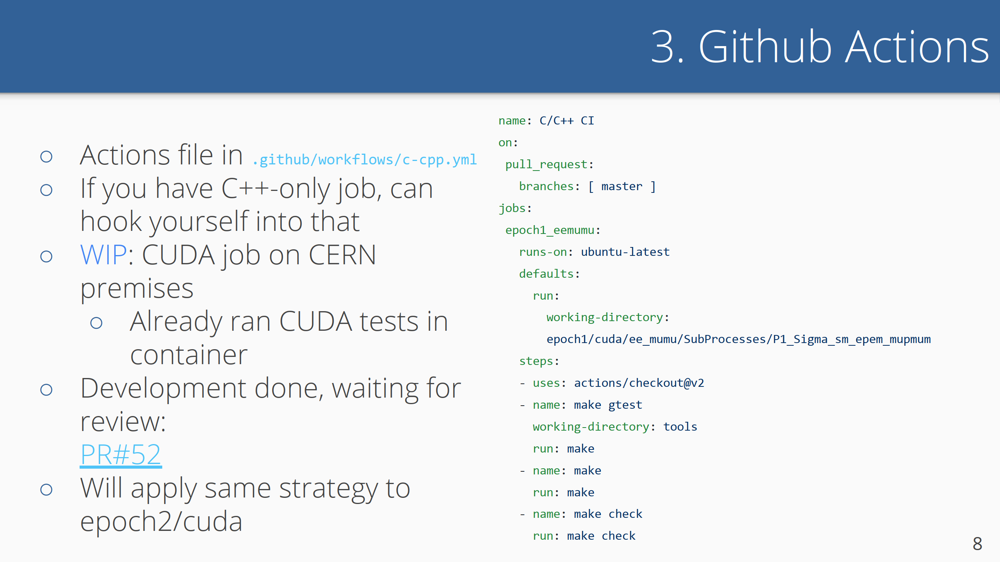 3. Github Actions
Actions file in .github/workflows/c-cpp.yml
If you have C++-only job, can
hook yourself into that
WIP: CUDA job on CERN
premises
Already ran CUDA tests in
container
Development done, waiting for
review:
PR#52
Will apply same strategy to
epoch2/cuda
name: C/C++ CI
on:
pull_request:
branches: [ master ]
jobs:
epoch1_eemumu:
runs-on: ubuntu-latest
defaults:
run:
working-directory:
epoch1/cuda/ee_mumu/SubProcesses/P1_Sigma_sm_epem_mupmum
steps:
- uses: actions/checkout@v2
- name: make gtest
working-directory: tools
run: make
- name: make
run: make
- name: make check
run: make check
8